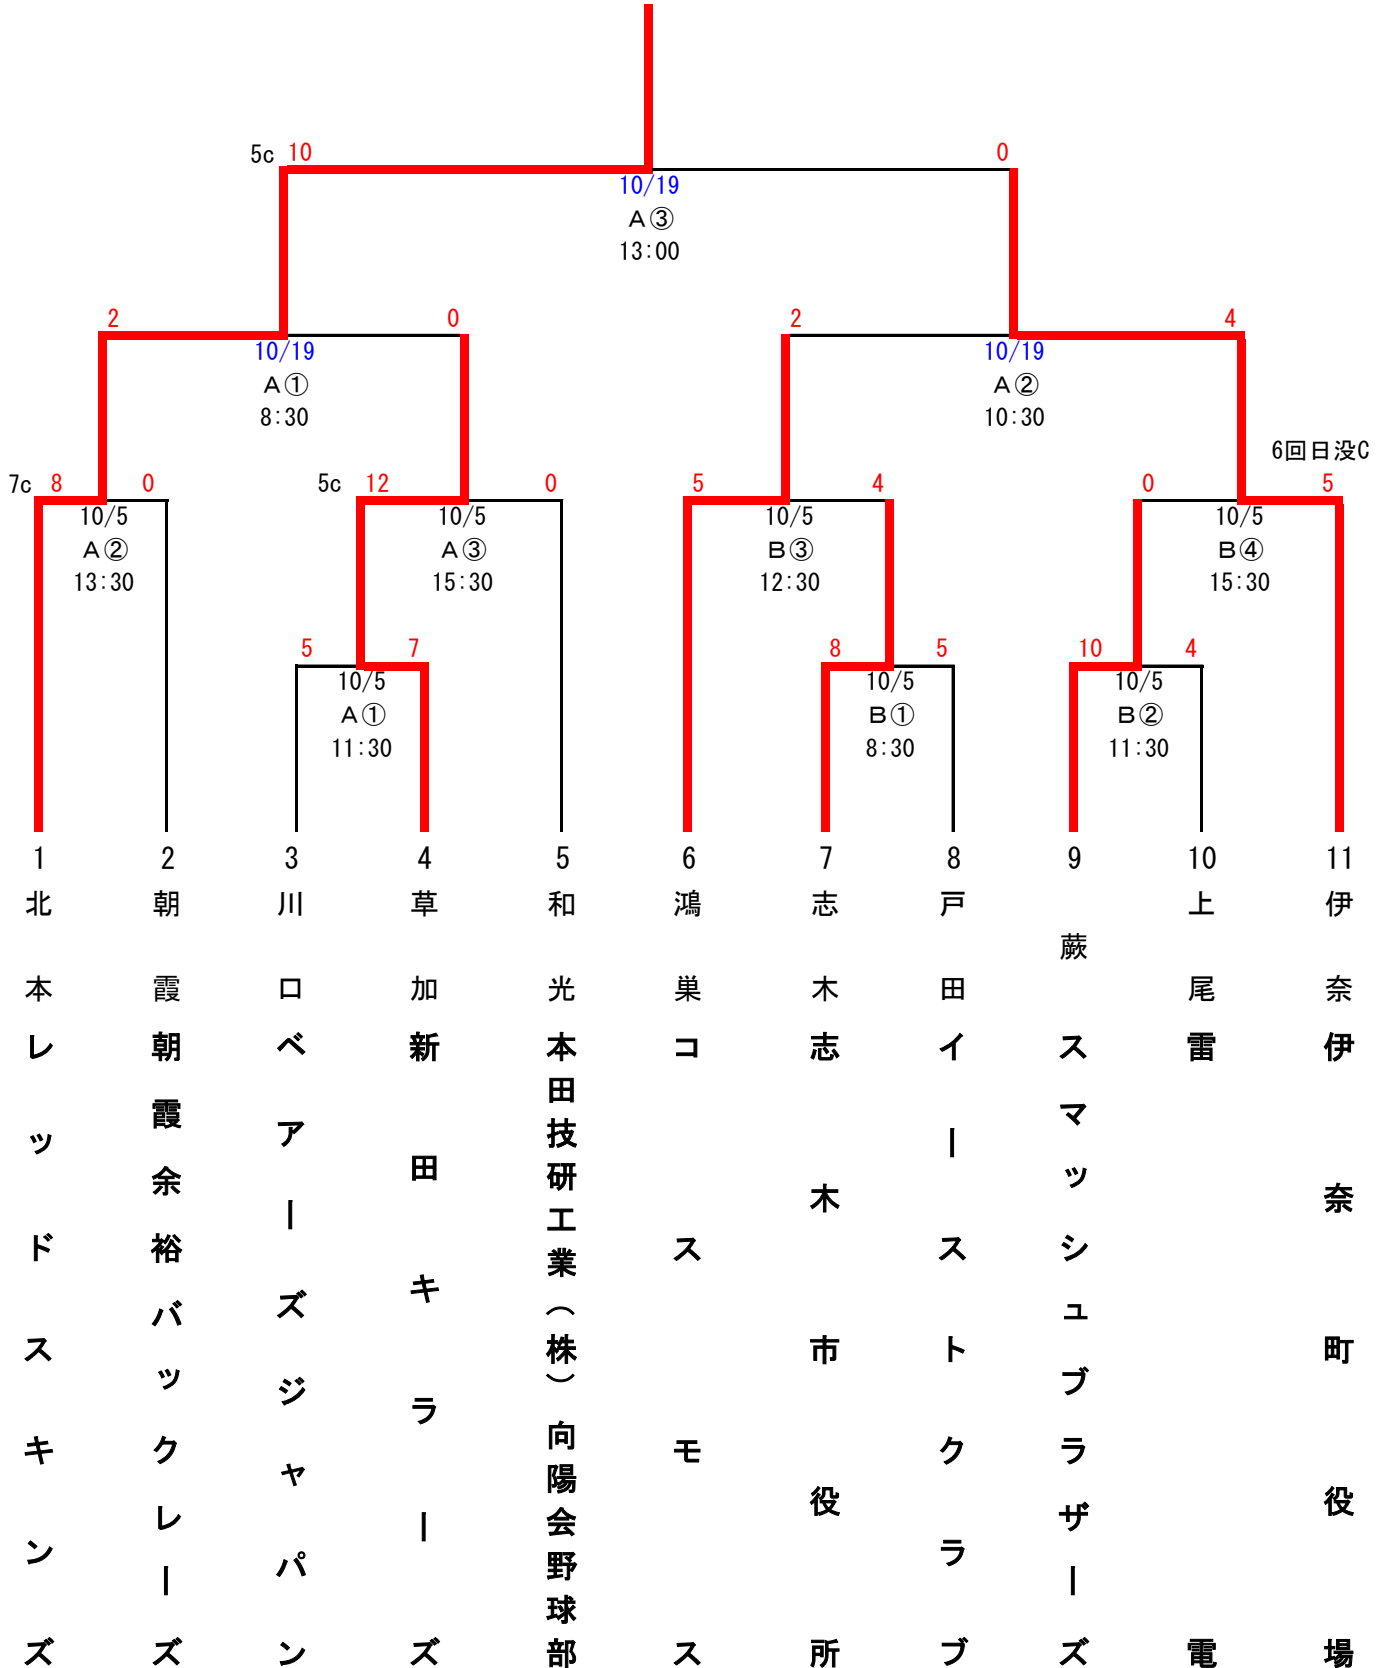 5c 10 0
10/19
A③
13:00
2 0 2 4
10/19 10/19
A① A②
8:30 10:30
6回日没C
7c 8 0 5c 12 0 5 4 0 5
10/5 10/5 10/5 10/5
A② A③ B③ B④
13:30 15:30 12:30 15:30
5 7 8 5 10 4
10/5 10/5 10/5
A① B① B②
11:30 8:30 11:30
1 2 3 4 5 6 7 8 9 10 11
北本
レッドスキンズ
朝霞
朝霞余裕バックレーズ
川口
ベアーズジャパン
草加
新田キラーズ
和光
本田技研工業（株）向陽会野球部
鴻巣
コスモス
志木
志木市役所
戸田
イーストクラブ
蕨
スマッシュブラザーズ
上尾
雷電
伊奈
伊奈町役場